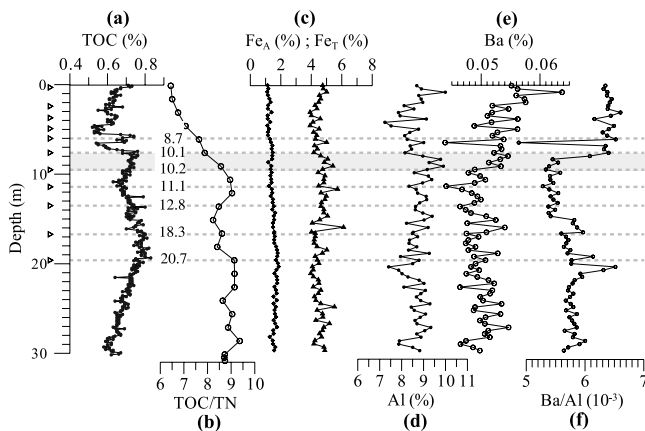 (a) (c) (e)
TOC (%) Fe_A (%) ; Fe_T (%) Ba (%)
0.4 0.6 0.8 0 2 4 6 8 0.05 0.06
0
10
20
30
Depth (m)
8.7
10.1
10.2
11.1
12.8
18.3
20.7
6 7 8 9 10 6 7 8 9 10 11 5 6 7
TOC/TN Al (%) Ba/Al (10⁻³)
(b) (d) (f)